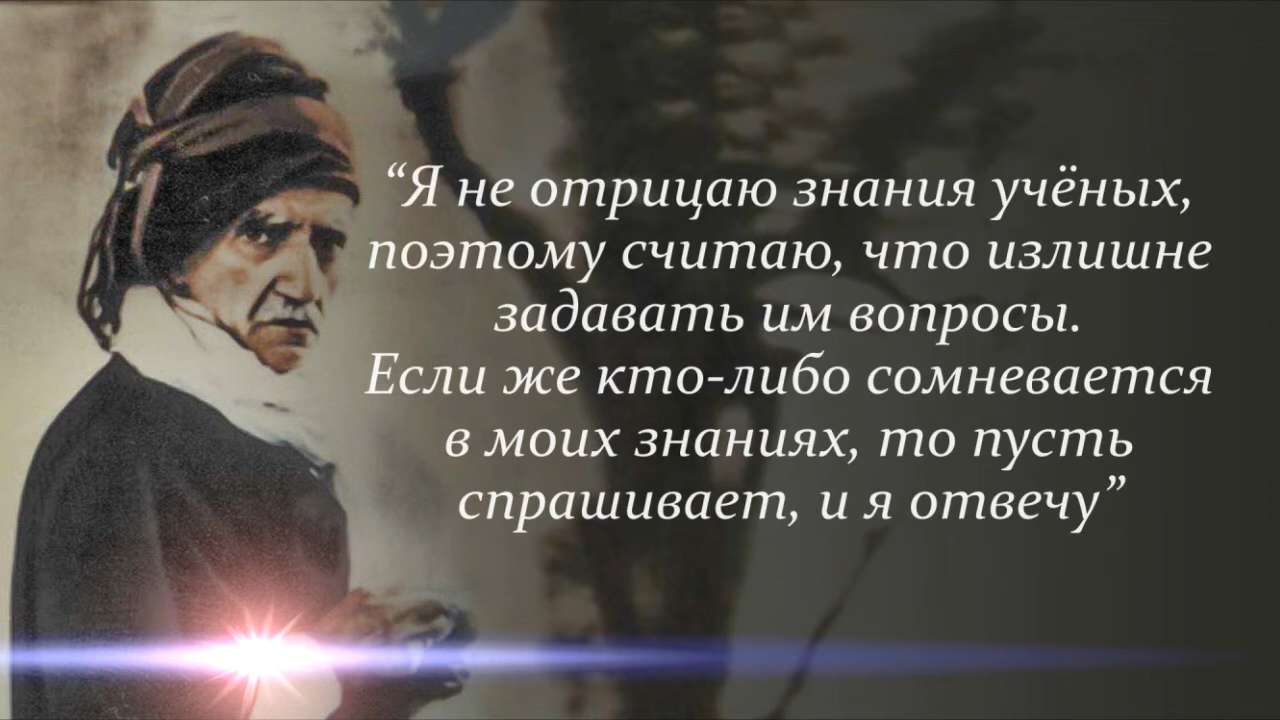 “Я не отрицаю знания учёных,
поэтому считаю, что излишне
задавать им вопросы.
Если же кто-либо сомневается
в моих знаниях, то пусть
спрашивает, и я отвечу”